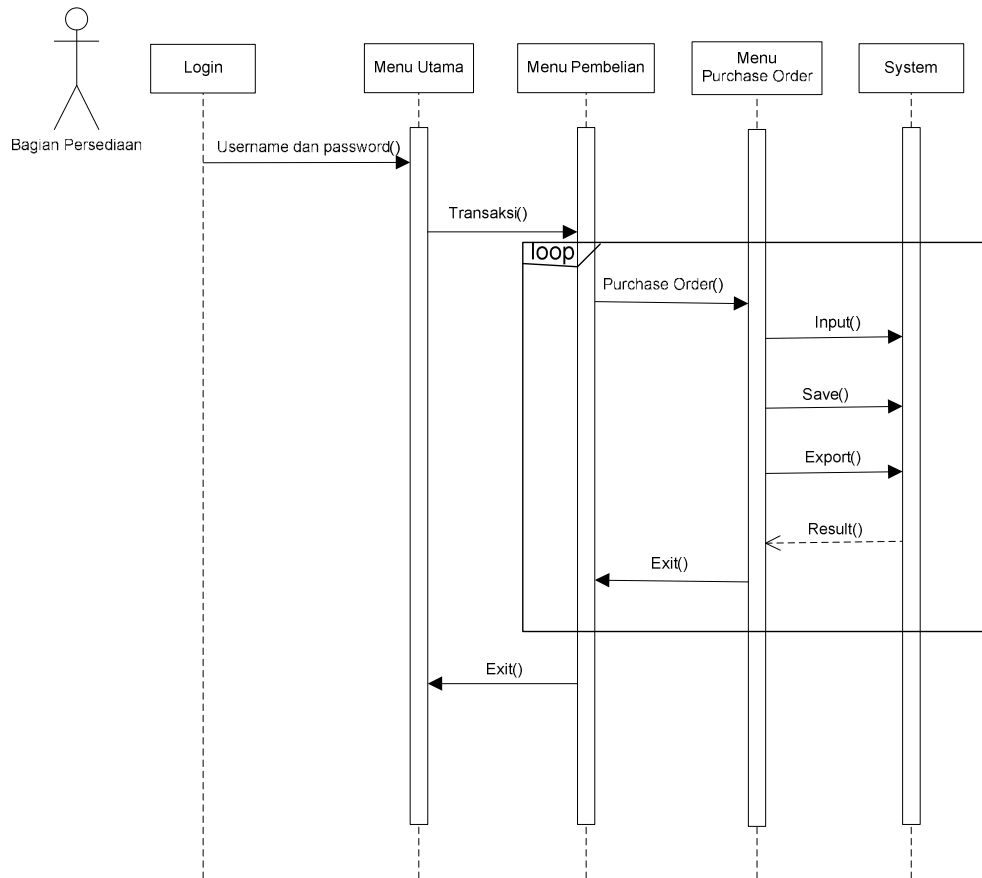 Bagian Persediaan
Login
Menu Utama
Menu Pembelian
Menu
Purchase Order
System
Username dan password()
Transaksi()
loop
Purchase Order()
Input()
Save()
Export()
Result()
Exit()
Exit()